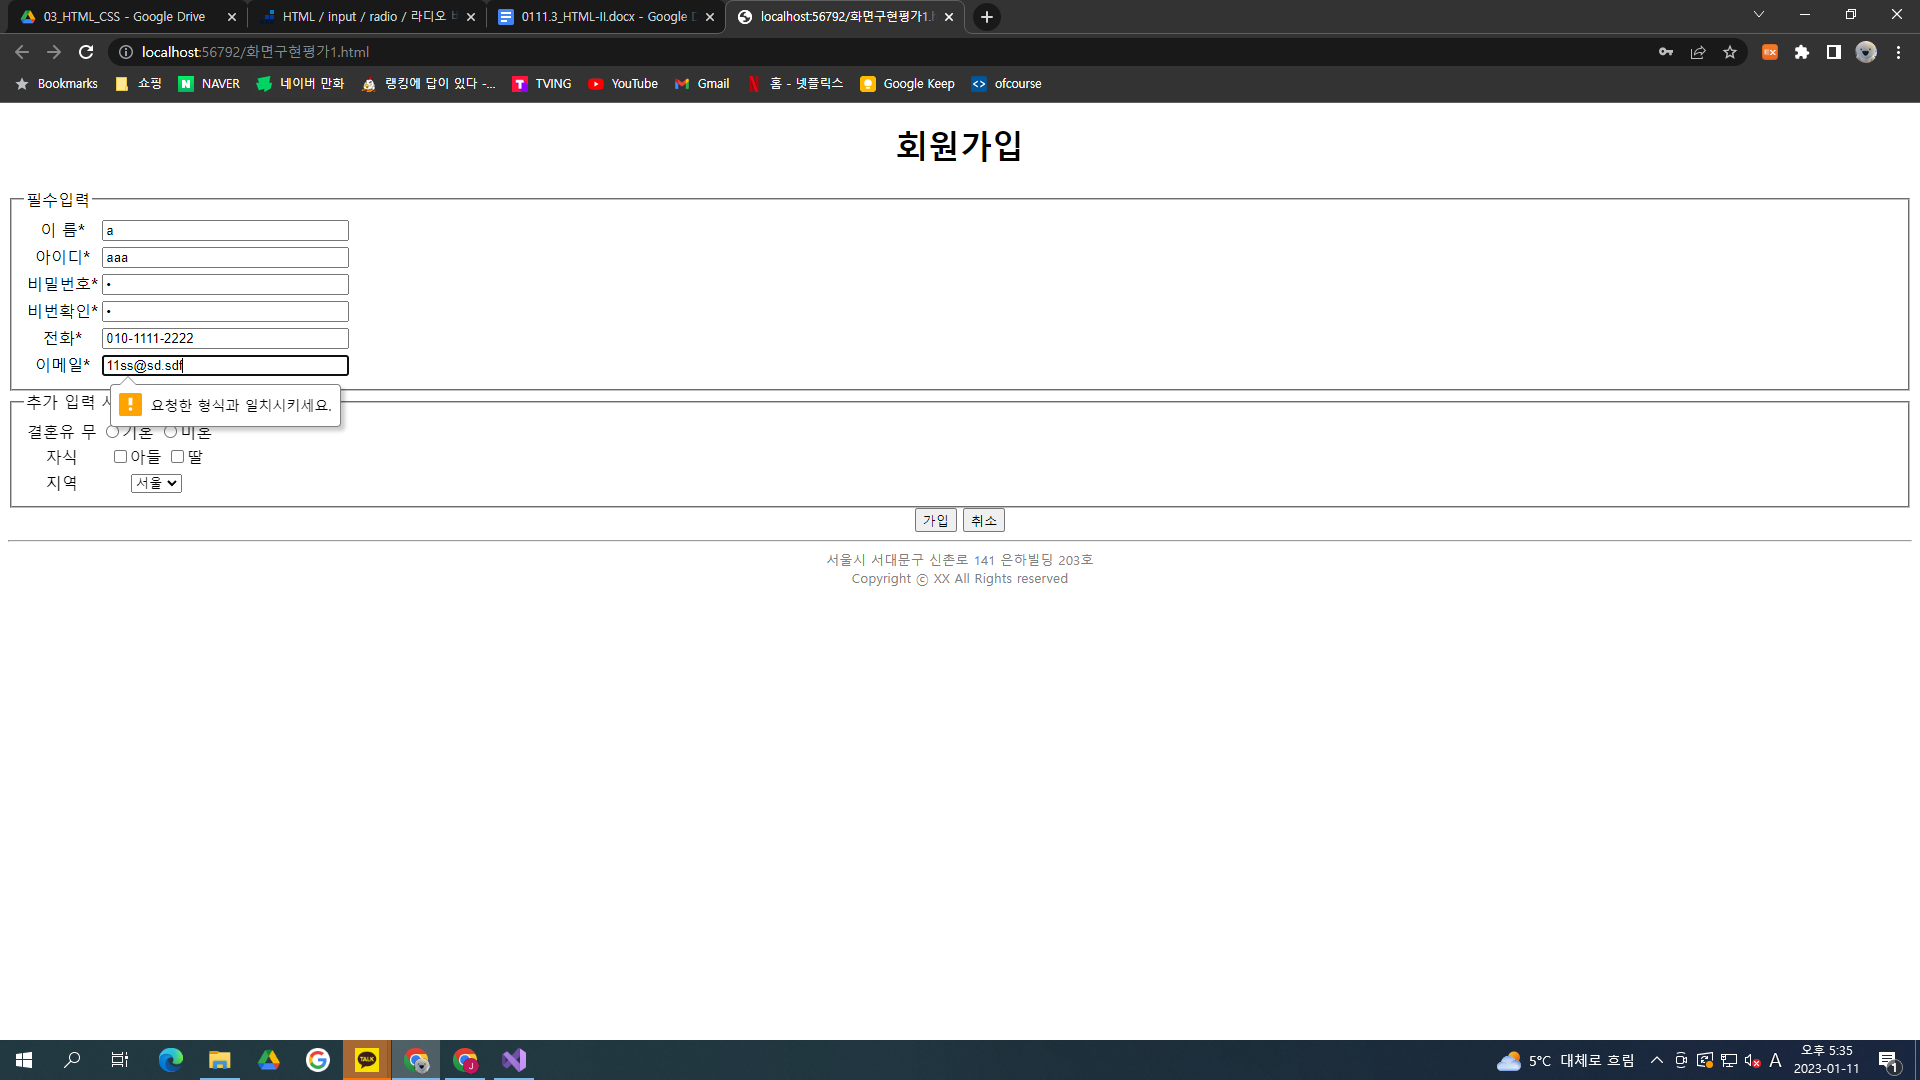 03_HTML_CSS - Google Drive
HTML / input / radio / 라디오
0111.3_HTML-II.docx - Google
localhost:56792/화면구현평가1.
localhost:56792/화면구현평가1.html
Bookmarks
쇼핑
NAVER
네이버 만화
랭킹에 답이 있다 -...
TVING
YouTube
Gmail
홈 - 넷플릭스
Google Keep
ofcourse
회원가입
필수입력
이 름* a
아이디* aaa
비밀번호* •
비번확인* •
전화* 010-1111-2222
이메일* 11ss@sd.sdf
요청한 형식과 일치시키세요.
추가 입력
결혼유 무 기혼 미혼
자식 아들 딸
지역 서울
가입 취소
서울시 서대문구 신촌로 141 은하빌딩 203호
Copyright ⓒ XX All Rights reserved
TALK
5°C 대체로 흐림
A
오후 5:35
2023-01-11
1